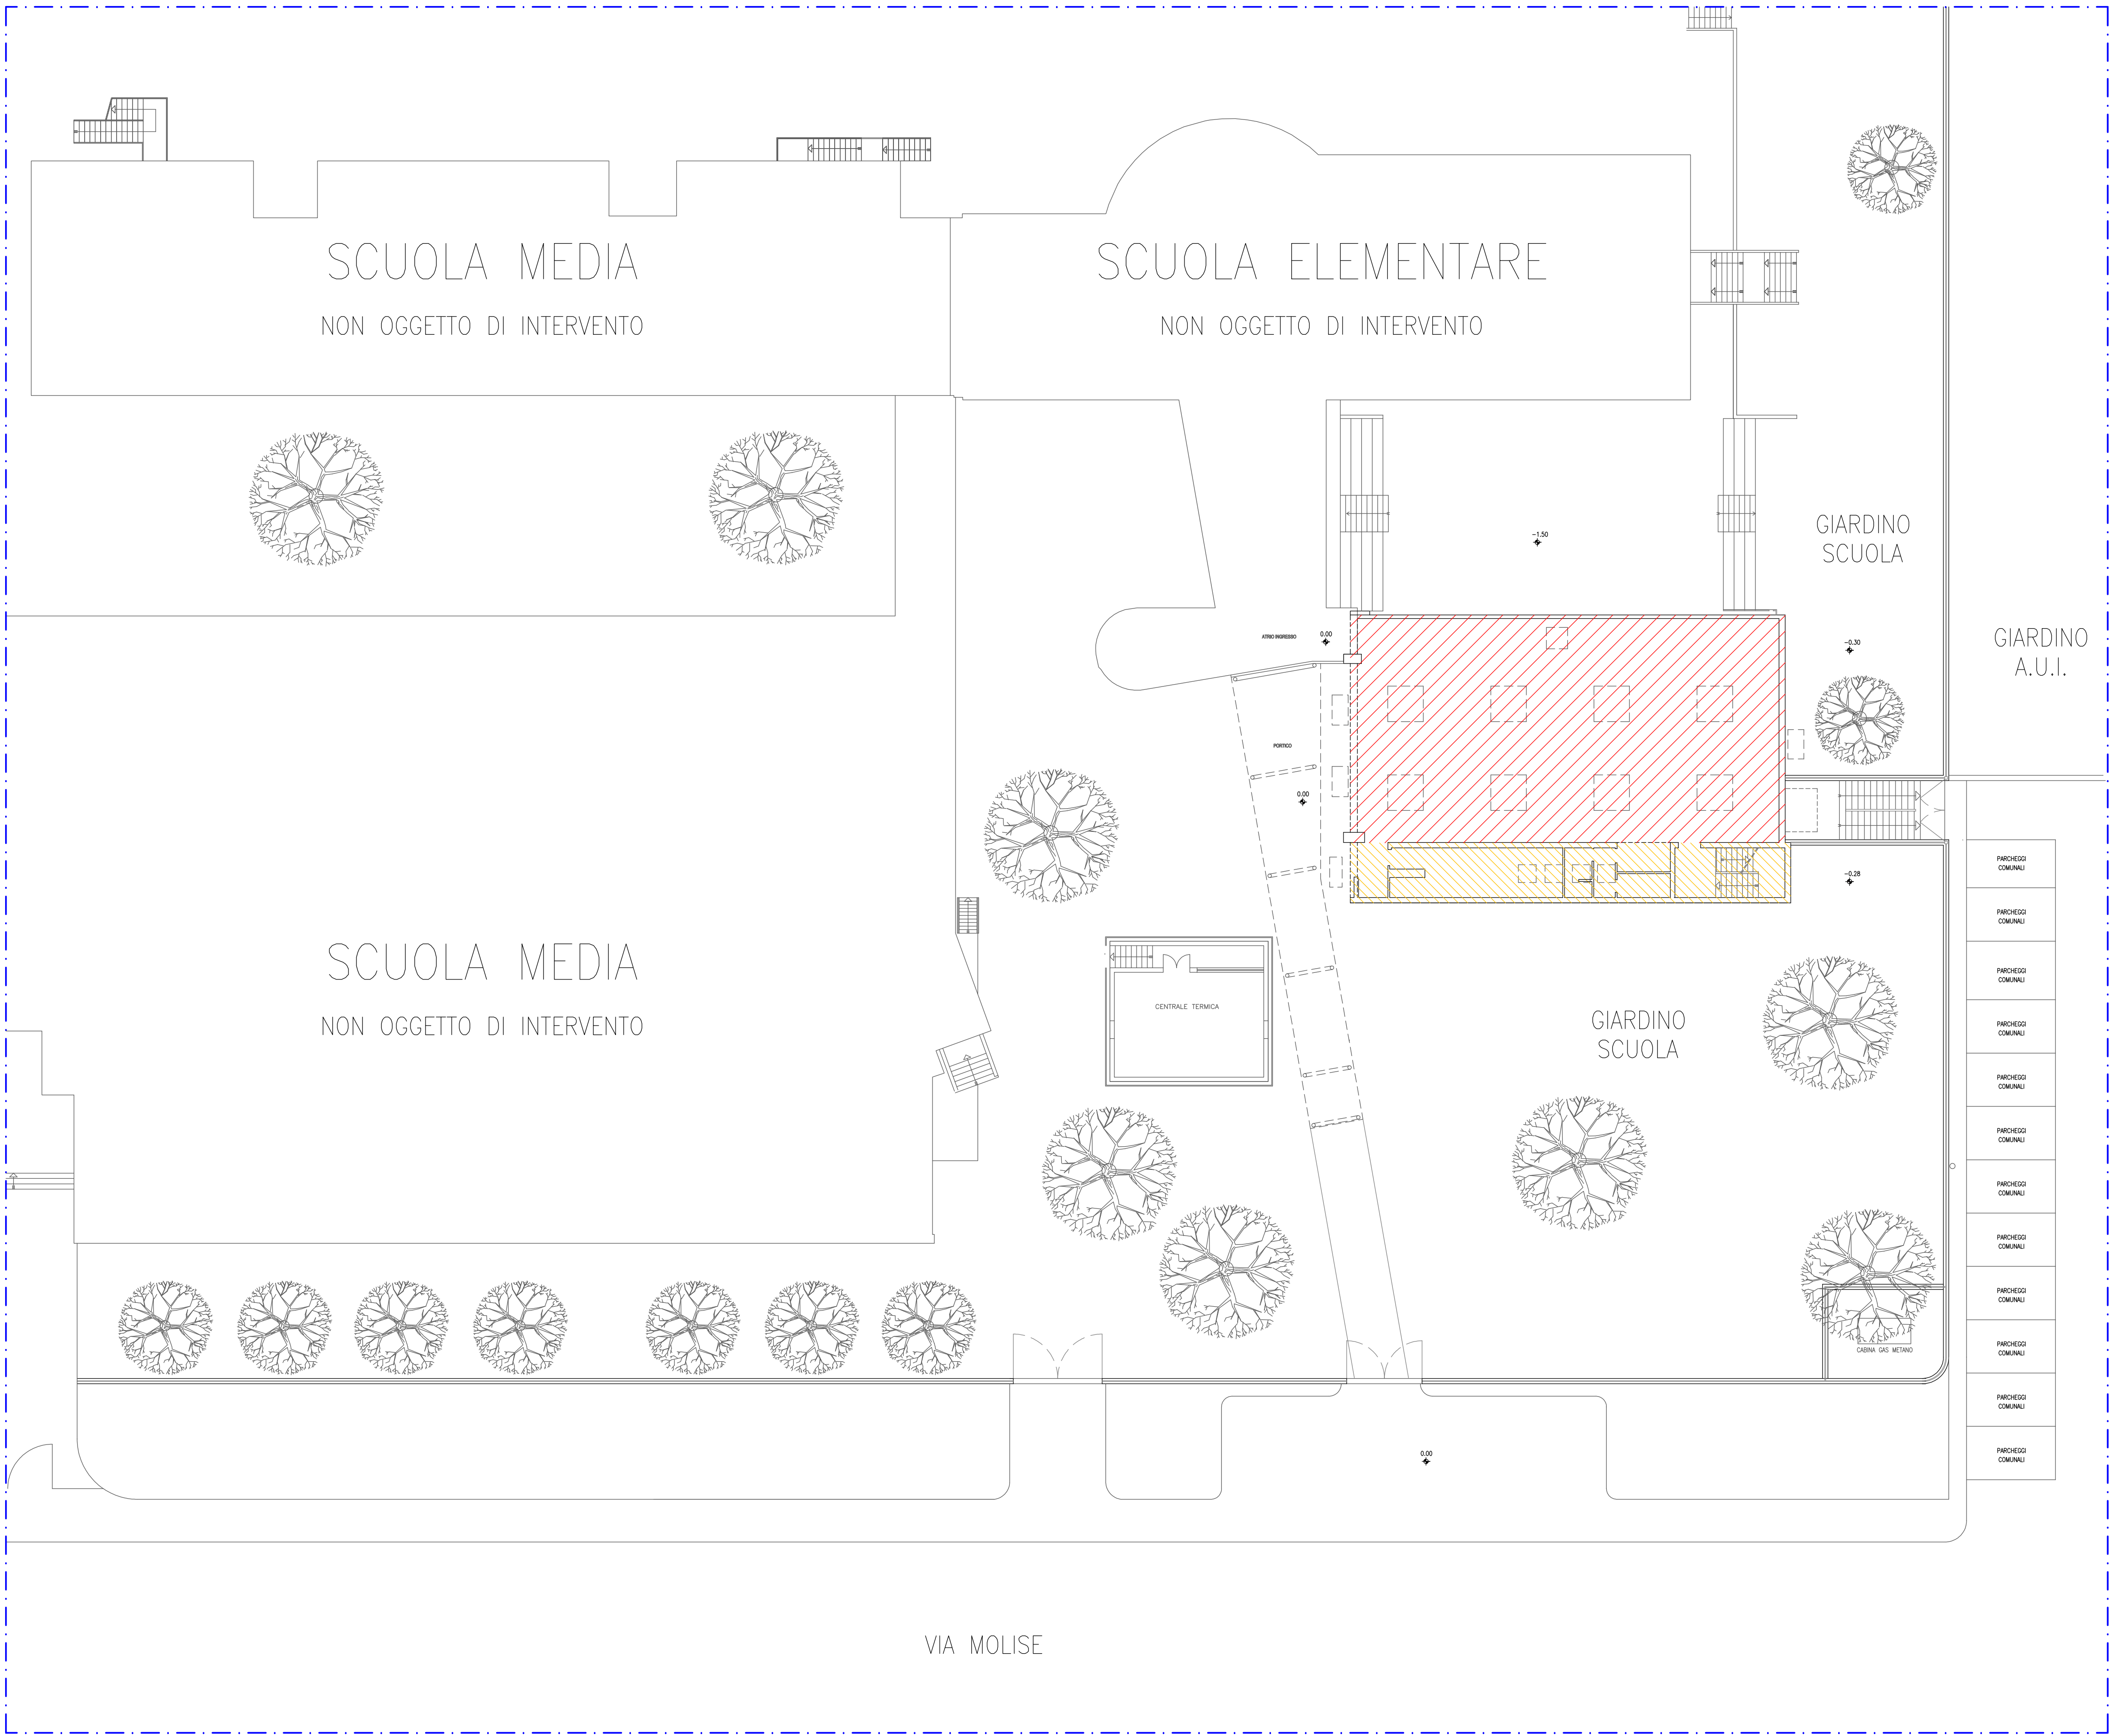 SCUOLA MEDIA
NON OGGETTO DI INTERVENTO
SCUOLA ELEMENTARE
NON OGGETTO DI INTERVENTO
-1.50
GIARDINO
SCUOLA
ATRIO INGRESSO
0.00
-0.30
GIARDINO
A.U.I.
PORTICO
0.00
-0.28
SCUOLA MEDIA
NON OGGETTO DI INTERVENTO
CENTRALE TERMICA
GIARDINO
SCUOLA
PARCHEGGI
COMUNALI
PARCHEGGI
COMUNALI
PARCHEGGI
COMUNALI
PARCHEGGI
COMUNALI
PARCHEGGI
COMUNALI
PARCHEGGI
COMUNALI
PARCHEGGI
COMUNALI
PARCHEGGI
COMUNALI
PARCHEGGI
COMUNALI
PARCHEGGI
COMUNALI
PARCHEGGI
COMUNALI
PARCHEGGI
COMUNALI
CABINA GAS METANO
0.00
VIA MOLISE